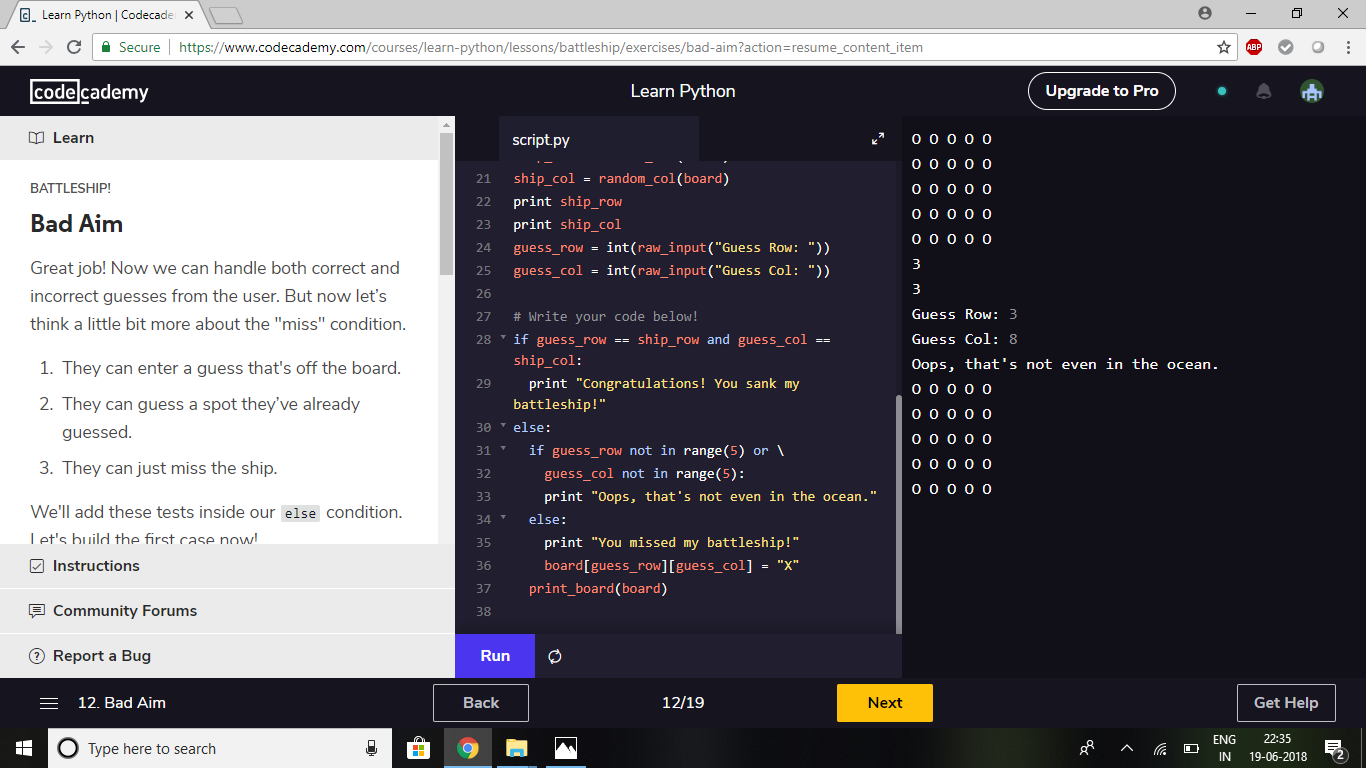 Learn Python | Codecade
Secure
https://www.codecademy.com/courses/learn-python/lessons/battleship/exercises/bad-aim?action=resume_content_item
ABP
codecademy
Learn Python
Upgrade to Pro
Learn
BATTLESHIP!
Bad Aim
Great job! Now we can handle both correct and
incorrect guesses from the user. But now let’s
think a little bit more about the "miss" condition.
1. They can enter a guess that's off the board.
2. They can guess a spot they’ve already
guessed.
3. They can just miss the ship.
We'll add these tests inside our else condition.
Let's build the first case now!
Instructions
Community Forums
Report a Bug
script.py
21 ship_col = random_col(board)
22 print ship_row
23 print ship_col
24 guess_row = int(raw_input("Guess Row: "))
25 guess_col = int(raw_input("Guess Col: "))
26
27 # Write your code below!
28 if guess_row == ship_row and guess_col ==
ship_col:
29 print "Congratulations! You sank my
battleship!"
30 else:
31 if guess_row not in range(5) or \
32 guess_col not in range(5):
33 print "Oops, that's not even in the ocean."
34 else:
35 print "You missed my battleship!"
36 board[guess_row][guess_col] = "X"
37 print_board(board)
38
Run
O O O O O
O O O O O
O O O O O
O O O O O
O O O O O
3
3
Guess Row: 3
Guess Col: 8
Oops, that's not even in the ocean.
O O O O O
O O O O O
O O O O O
O O O O O
O O O O O
12. Bad Aim
Back
12/19
Next
Get Help
Type here to search
ENG
IN
22:35
19-06-2018
2